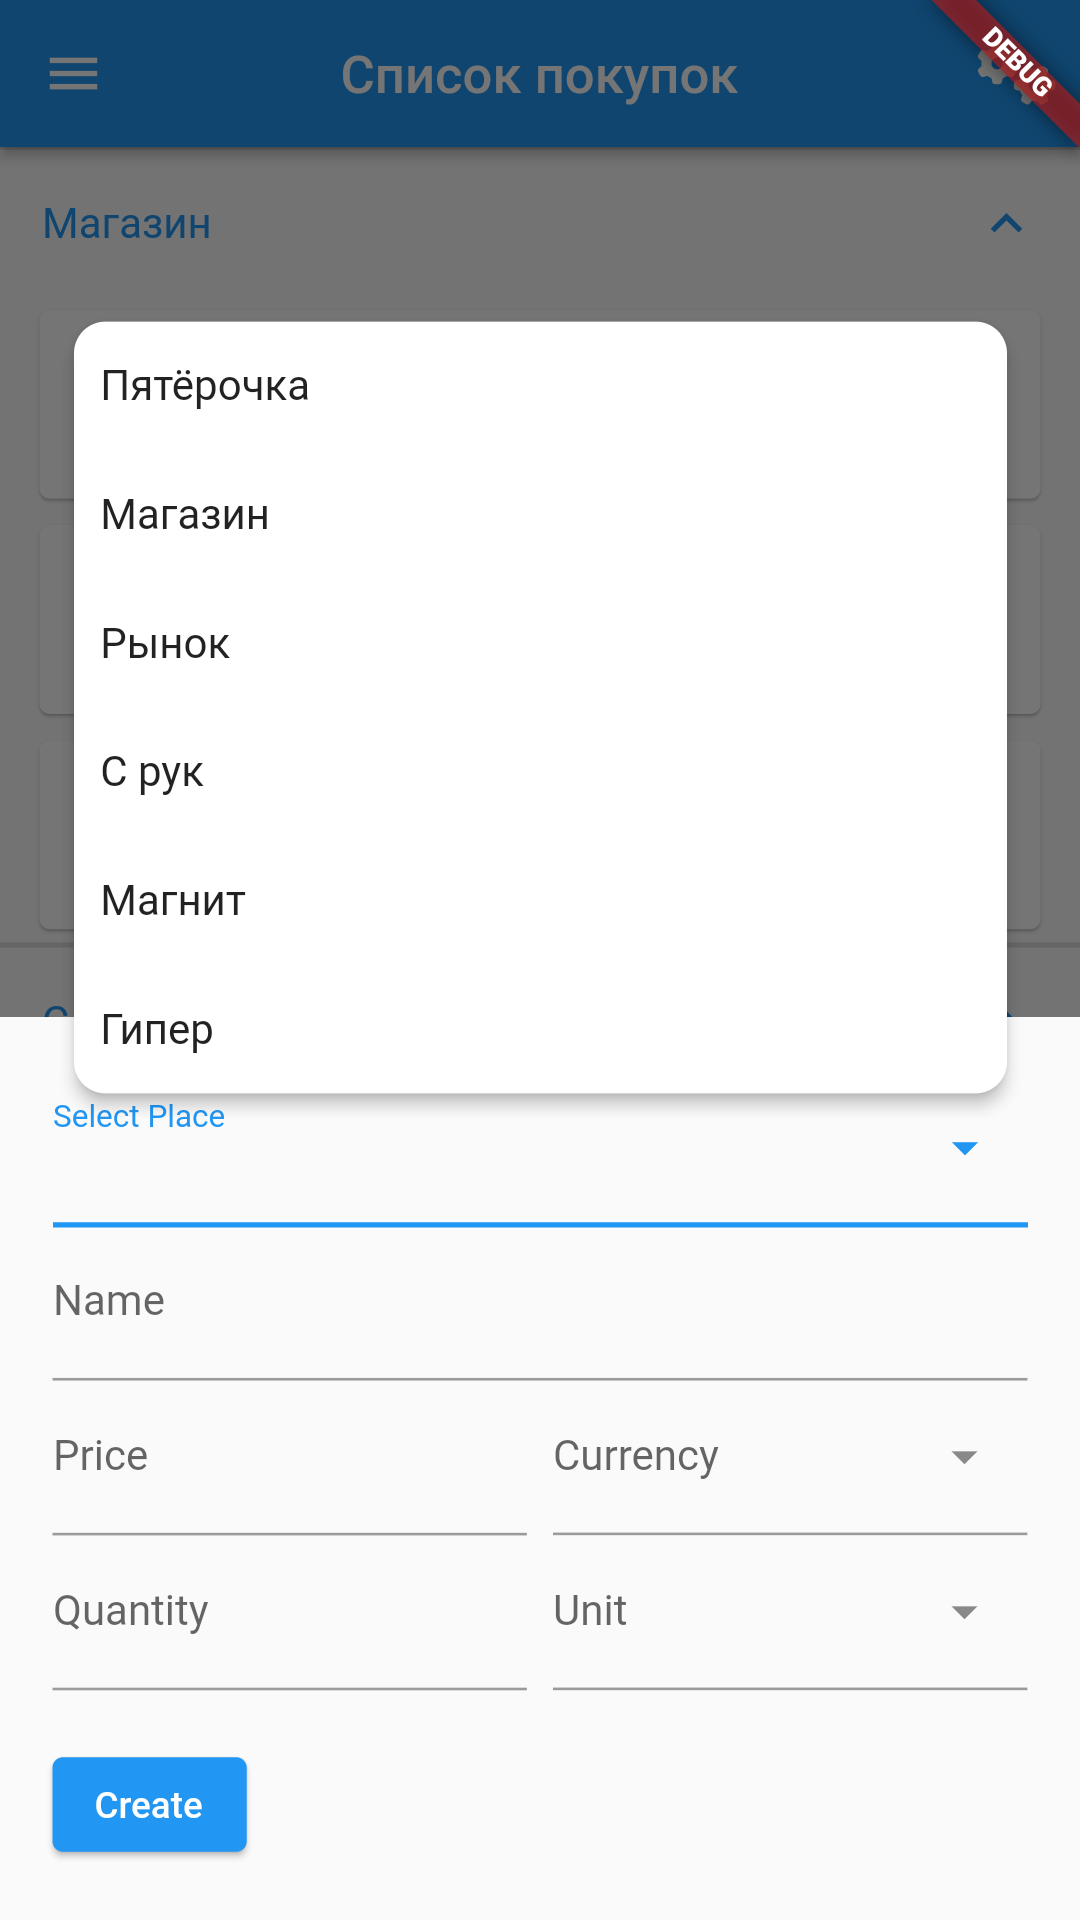 Список покупок
DEBUG
Магазин
Пятёрочка
Магазин
Рынок
С рук
Магнит
Гипер
Select Place
Name
Price
Currency
Quantity
Unit
Create